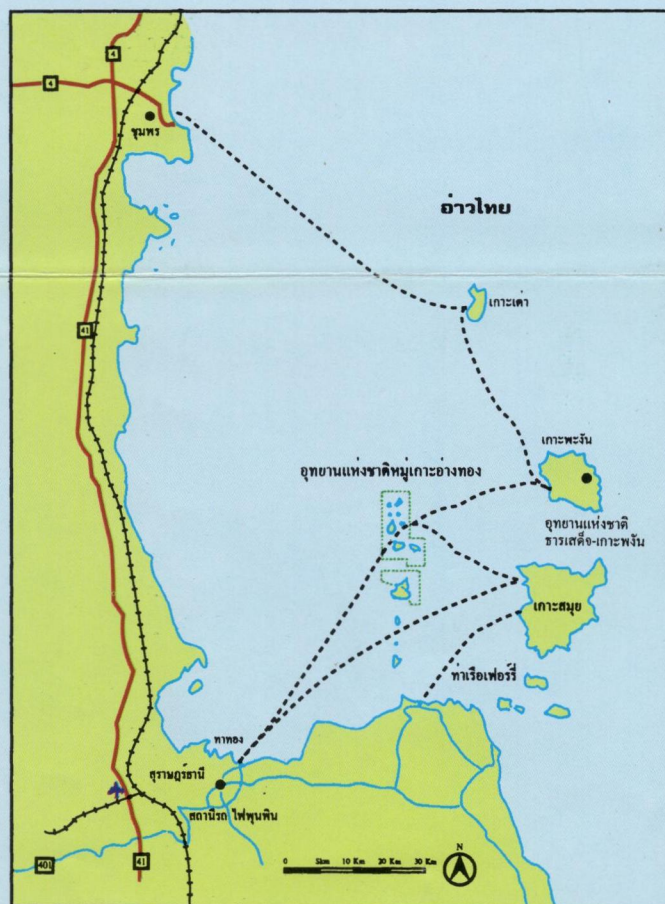 4
4
ชุมพร
อ่าวไทย
เกาะเต่า
41
เกาะพะงัน
อุทยานแห่งชาติหมู่เกาะอ่างทอง
อุทยานแห่งชาติ
ธารเสด็จ-เกาะพงัน
เกาะสมุย
ท่าเรือเฟอร์รี่
ทาทอง
สุราษฎร์ธานี
สถานีรถ ไฟพุนพิน
401
41
0 5km 10 Km 20 Km 30 Km
N